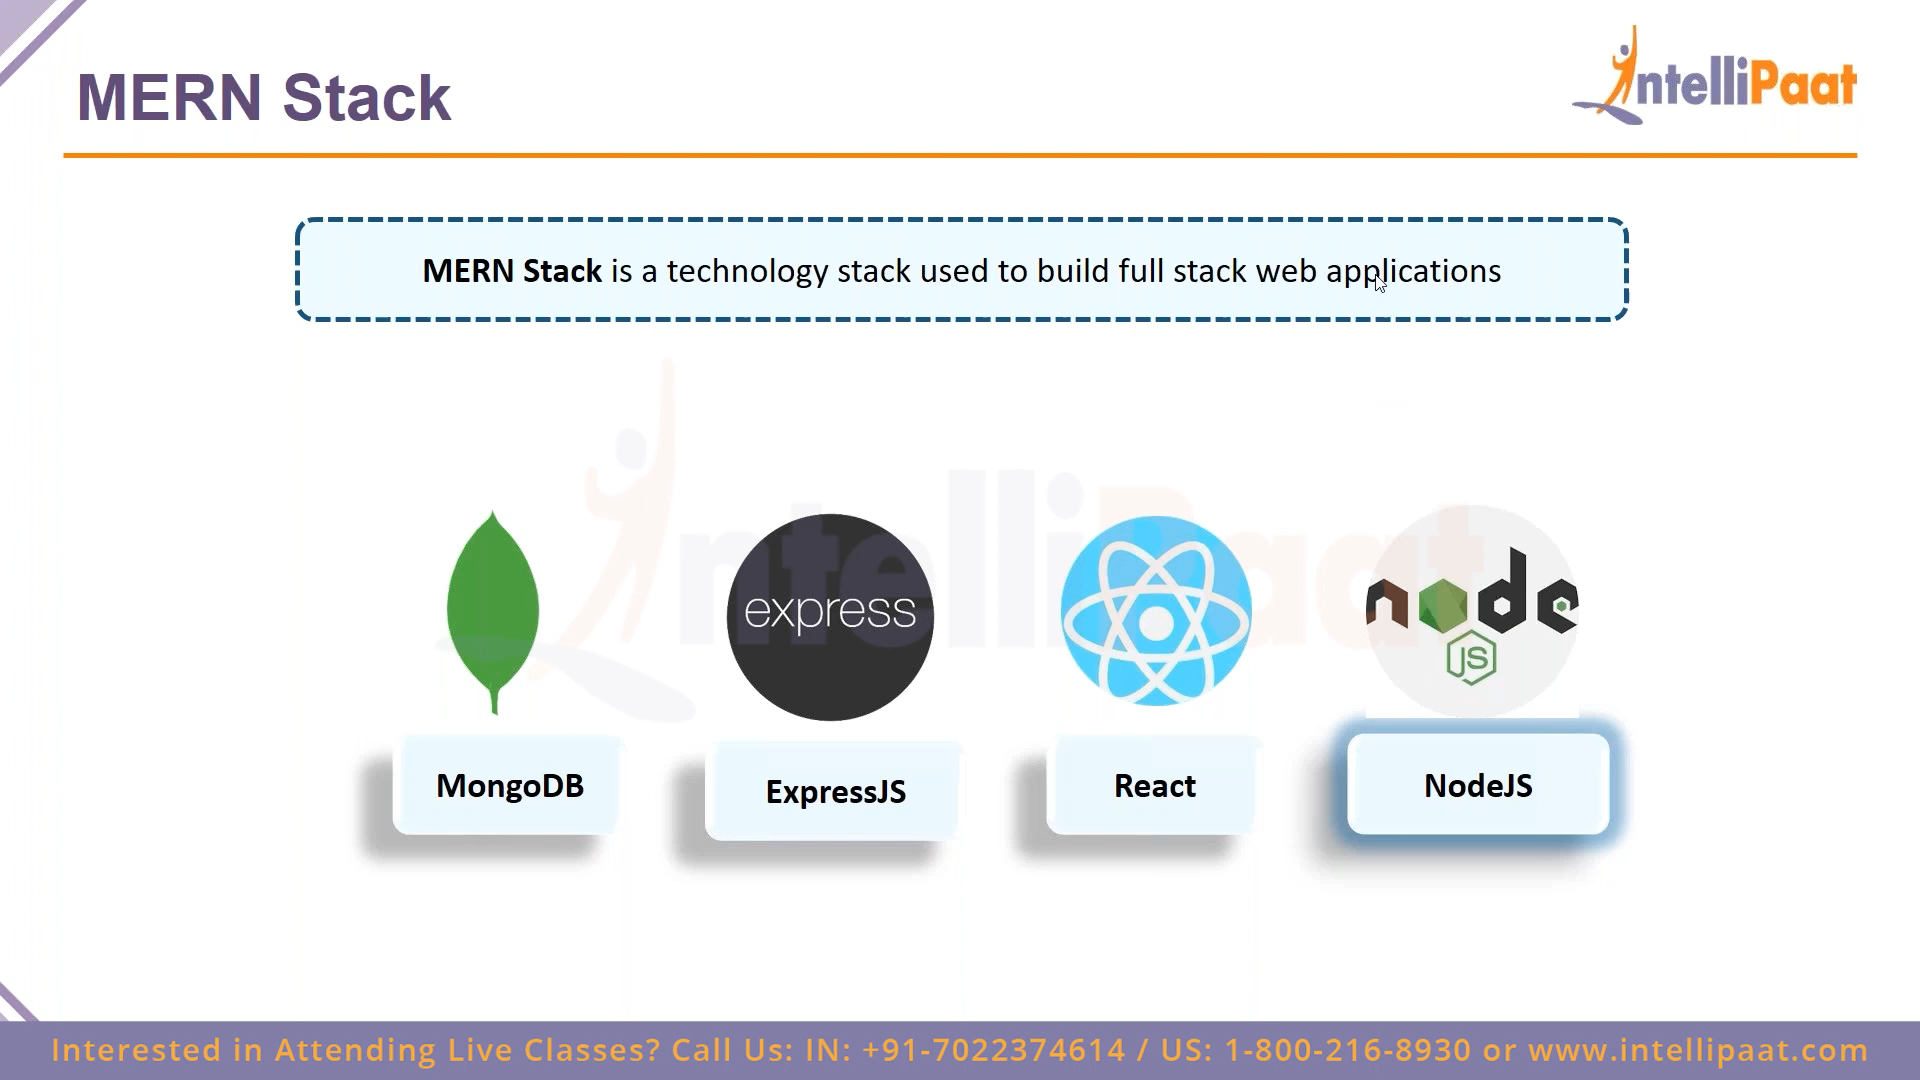 MERN Stack
IntelliPaat
MERN Stack is a technology stack used to build full stack web applications
IntelliPaat
express
node
JS
MongoDB
ExpressJS
React
NodeJS
Interested in Attending Live Classes? Call Us: IN: +91-7022374614 / US: 1-800-216-8930 or www.intellipaat.com